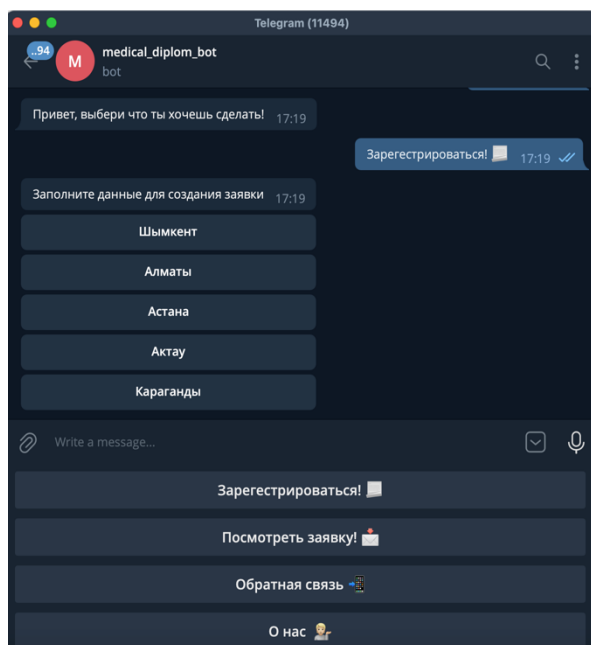 Telegram (11494)
..94
M
medical_diplom_bot
bot
Привет, выбери что ты хочешь сделать! 17:19
Зарегестрироваться! 17:19
Заполните данные для создания заявки 17:19
Шымкент
Алматы
Астана
Актау
Караганды
Write a message...
Зарегестрироваться!
Посмотреть заявку!
Обратная связь
О нас